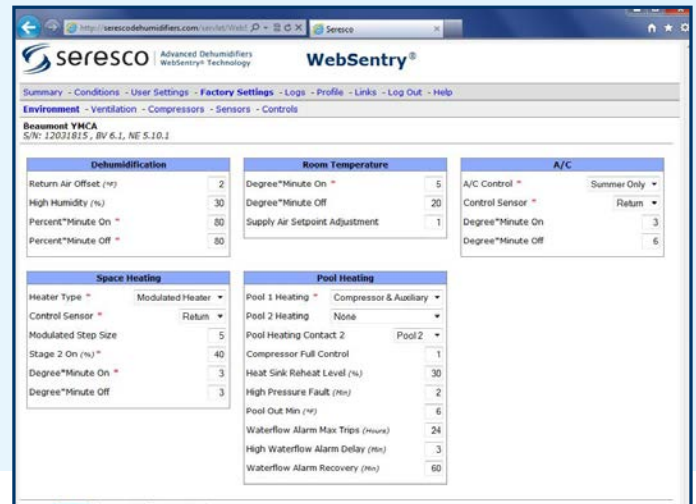 http://serescodehumidifiers.com/servlet/Web
Seresco
seresco
Advanced Dehumidifiers
WebSentry® Technology
WebSentry®
Summary - Conditions - User Settings - Factory Settings - Logs - Profile - Links - Log Out - Help
Environment - Ventilation - Compressors - Sensors - Controls
Beaumont YMCA
S/N: 12031815 , BV 6.1, NE 5.10.1
Dehumidification
Return Air Offset (°F) 2
High Humidity (%) 30
Percent*Minute On * 80
Percent*Minute Off * 80
Room Temperature
Degree*Minute On * 5
Degree*Minute Off 20
Supply Air Setpoint Adjustment 1
A/C
A/C Control * Summer Only
Control Sensor * Return
Degree*Minute On 3
Degree*Minute Off 6
Space Heating
Heater Type * Modulated Heater
Control Sensor * Return
Modulated Step Size 5
Stage 2 On (%) * 40
Degree*Minute On * 3
Degree*Minute Off 3
Pool Heating
Pool 1 Heating * Compressor & Auxiliary
Pool 2 Heating None
Pool Heating Contact 2 Pool 2
Compressor Full Control 1
Heat Sink Reheat Level (%) 30
High Pressure Fault (Min) 2
Pool Out Min (°F) 6
Waterflow Alarm Max Trips (Hours) 24
High Waterflow Alarm Delay (Min) 3
Waterflow Alarm Recovery (Min) 60